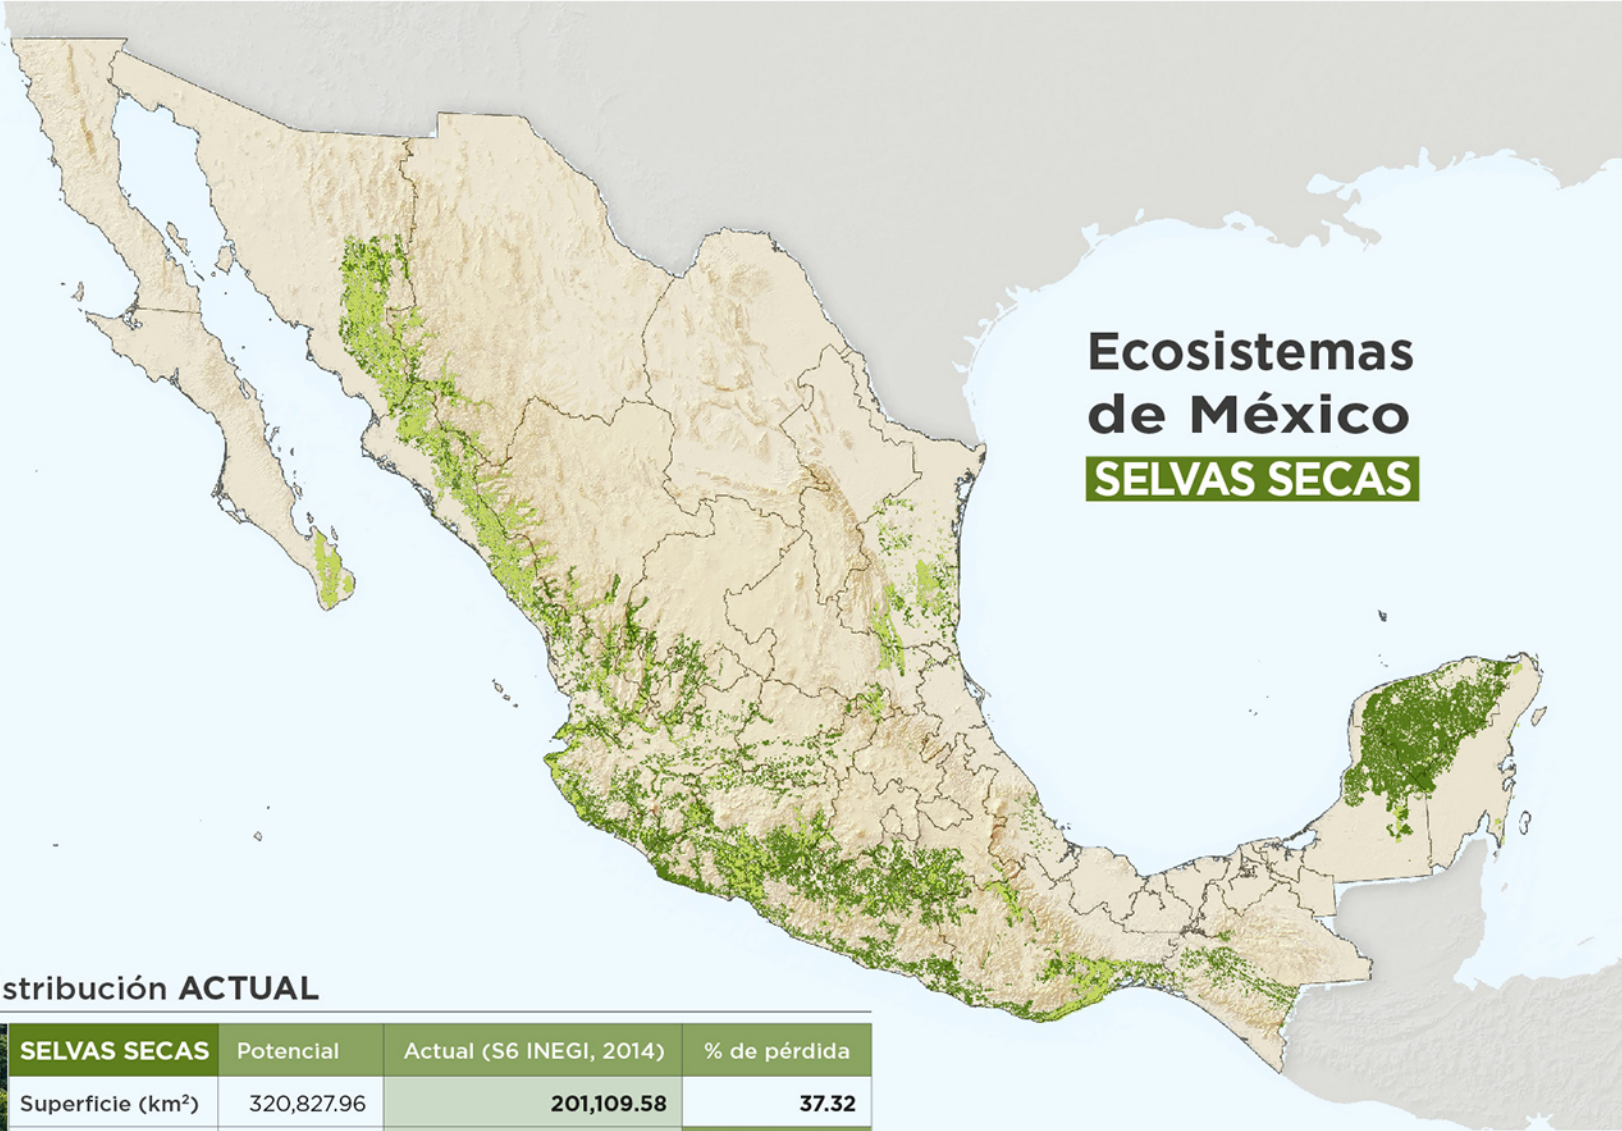 Ecosistemas
de México
SELVAS SECAS
stribución ACTUAL
SELVAS SECAS Potencial Actual (S6 INEGI, 2014) % de pérdida
Superficie (km²) 320,827.96 201,109.58 37.32